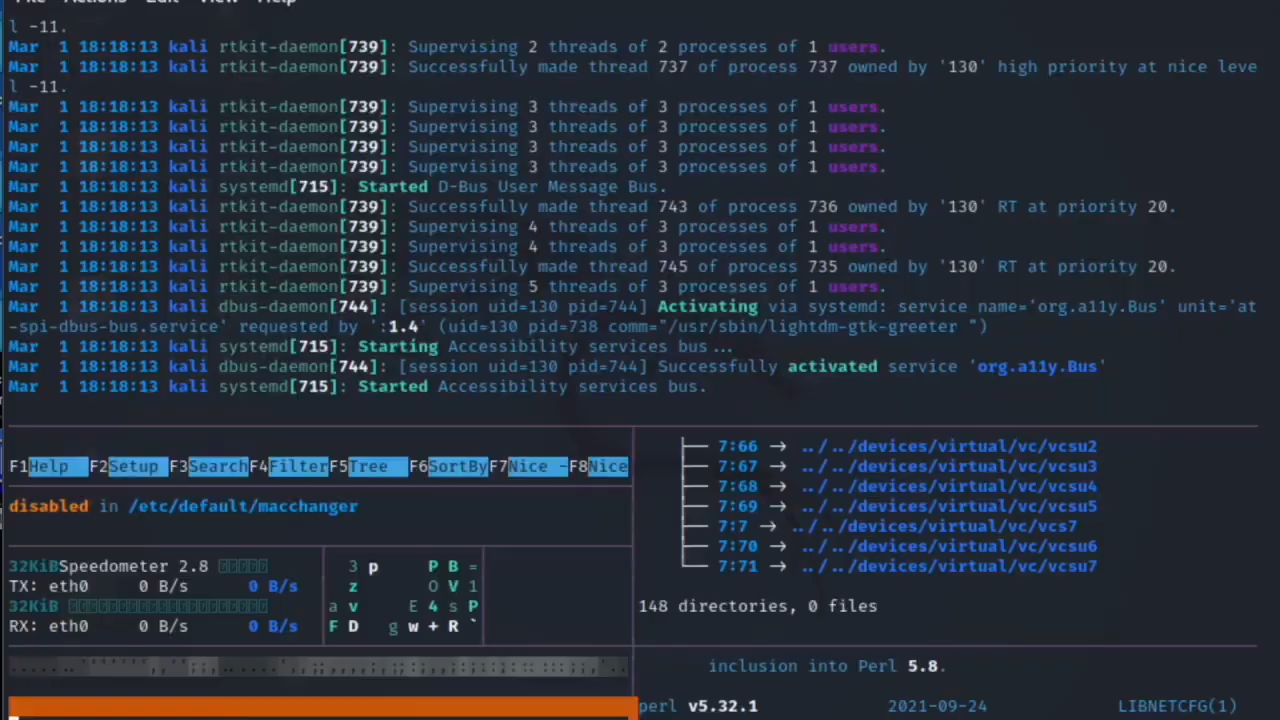 File Actions Edit View Help
l -11.
Mar  1 18:18:13 kali rtkit-daemon[739]: Supervising 2 threads of 2 processes of 1 users.
Mar  1 18:18:13 kali rtkit-daemon[739]: Successfully made thread 737 of process 737 owned by '130' high priority at nice leve
l -11.
Mar  1 18:18:13 kali rtkit-daemon[739]: Supervising 3 threads of 3 processes of 1 users.
Mar  1 18:18:13 kali rtkit-daemon[739]: Supervising 3 threads of 3 processes of 1 users.
Mar  1 18:18:13 kali rtkit-daemon[739]: Supervising 3 threads of 3 processes of 1 users.
Mar  1 18:18:13 kali rtkit-daemon[739]: Supervising 3 threads of 3 processes of 1 users.
Mar  1 18:18:13 kali systemd[715]: Started D-Bus User Message Bus.
Mar  1 18:18:13 kali rtkit-daemon[739]: Successfully made thread 743 of process 736 owned by '130' RT at priority 20.
Mar  1 18:18:13 kali rtkit-daemon[739]: Supervising 4 threads of 3 processes of 1 users.
Mar  1 18:18:13 kali rtkit-daemon[739]: Supervising 4 threads of 3 processes of 1 users.
Mar  1 18:18:13 kali rtkit-daemon[739]: Successfully made thread 745 of process 735 owned by '130' RT at priority 20.
Mar  1 18:18:13 kali rtkit-daemon[739]: Supervising 5 threads of 3 processes of 1 users.
Mar  1 18:18:13 kali dbus-daemon[744]: [session uid=130 pid=744] Activating via systemd: service name='org.a11y.Bus' unit='at
-spi-dbus-bus.service' requested by ':1.4' (uid=130 pid=738 comm="/usr/sbin/lightdm-gtk-greeter ")
Mar  1 18:18:13 kali systemd[715]: Starting Accessibility services bus...
Mar  1 18:18:13 kali dbus-daemon[744]: [session uid=130 pid=744] Successfully activated service 'org.a11y.Bus'
Mar  1 18:18:13 kali systemd[715]: Started Accessibility services bus.
F1Help  F2Setup F3SearchF4FilterF5Tree  F6SortByF7Nice -F8Nice
disabled in /etc/default/macchanger
32KiBSpeedometer 2.8
TX: eth0     0 B/s      0 B/s
32KiB
RX: eth0     0 B/s      0 B/s
3 p     P B =
z       O V 1
a v     E 4 s P
F D   g w + R `
├── 7:66 → ../../devices/virtual/vc/vcsu2
├── 7:67 → ../../devices/virtual/vc/vcsu3
├── 7:68 → ../../devices/virtual/vc/vcsu4
├── 7:69 → ../../devices/virtual/vc/vcsu5
├── 7:7 → ../../devices/virtual/vc/vcs7
├── 7:70 → ../../devices/virtual/vc/vcsu6
└── 7:71 → ../../devices/virtual/vc/vcsu7
148 directories, 0 files
inclusion into Perl 5.8.
perl v5.32.1             2021-09-24             LIBNETCFG(1)